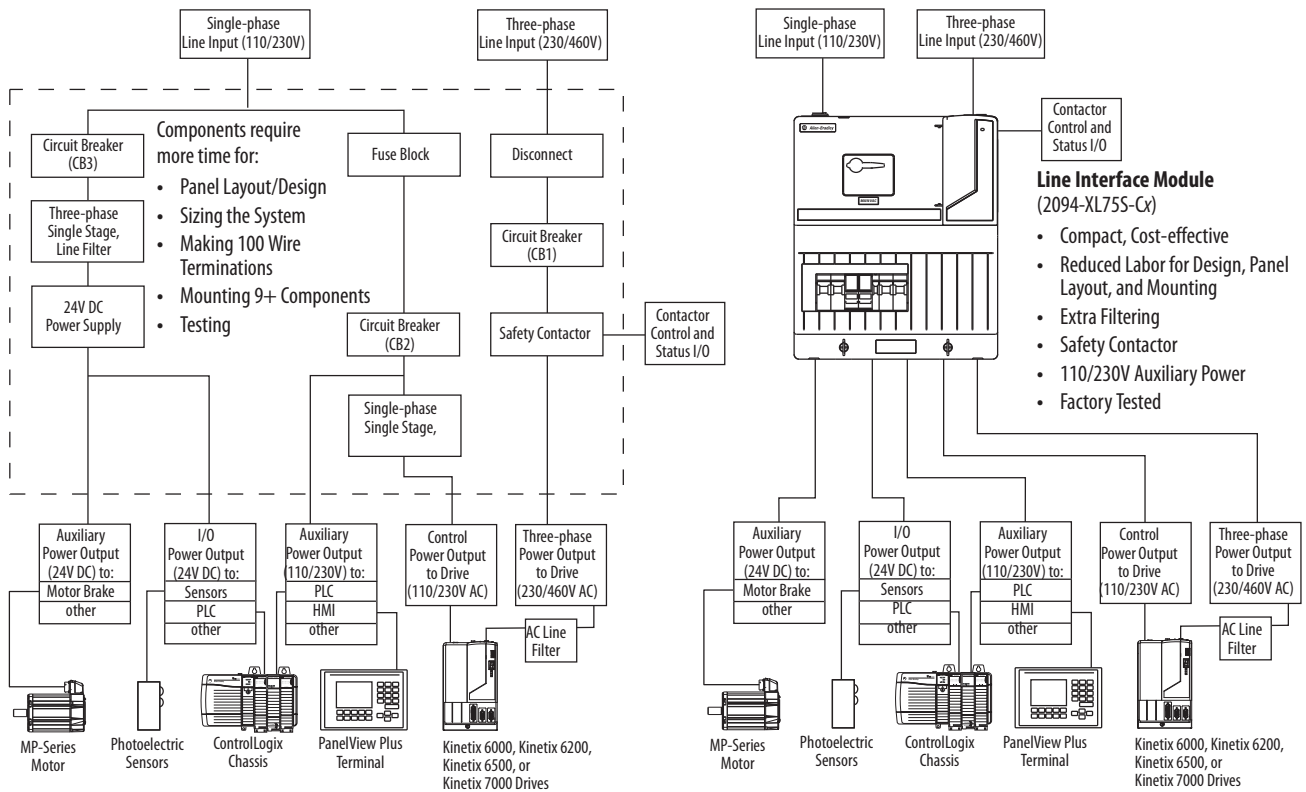 Single-phase
Line Input (110/230V)
Three-phase
Line Input (230/460V)
Circuit Breaker
(CB3)
Three-phase
Single Stage,
Line Filter
24V DC
Power Supply
Components require
more time for:
• Panel Layout/Design
• Sizing the System
• Making 100 Wire
Terminations
• Mounting 9+ Components
• Testing
Fuse Block
Circuit Breaker
(CB2)
Single-phase
Single Stage,
Disconnect
Circuit Breaker
(CB1)
Safety Contactor
Contactor
Control and
Status I/O
Auxiliary
Power Output
(24V DC) to:
Motor Brake
other
I/O
Power Output
(24V DC) to:
Sensors
PLC
other
Auxiliary
Power Output
(110/230V) to:
PLC
HMI
other
Control
Power Output
to Drive
(110/230V AC)
Three-phase
Power Output
to Drive
(230/460V AC)
AC Line
Filter
MP-Series
Motor
Photoelectric
Sensors
ControlLogix
Chassis
PanelView Plus
Terminal
Kinetix 6000, Kinetix 6200,
Kinetix 6500, or
Kinetix 7000 Drives
Single-phase
Line Input (110/230V)
Three-phase
Line Input (230/460V)
Allen-Bradley
Contactor
Control and
Status I/O
Line Interface Module
(2094-XL75S-Cx)
• Compact, Cost-effective
• Reduced Labor for Design, Panel
Layout, and Mounting
• Extra Filtering
• Safety Contactor
• 110/230V Auxiliary Power
• Factory Tested
Auxiliary
Power Output
(24V DC) to:
Motor Brake
other
I/O
Power Output
(24V DC) to:
Sensors
PLC
other
Auxiliary
Power Output
(110/230V) to:
PLC
HMI
other
Control
Power Output
to Drive
(110/230V AC)
Three-phase
Power Output
to Drive
(230/460V AC)
AC Line
Filter
MP-Series
Motor
Photoelectric
Sensors
ControlLogix
Chassis
PanelView Plus
Terminal
Kinetix 6000, Kinetix 6200,
Kinetix 6500, or
Kinetix 7000 Drives